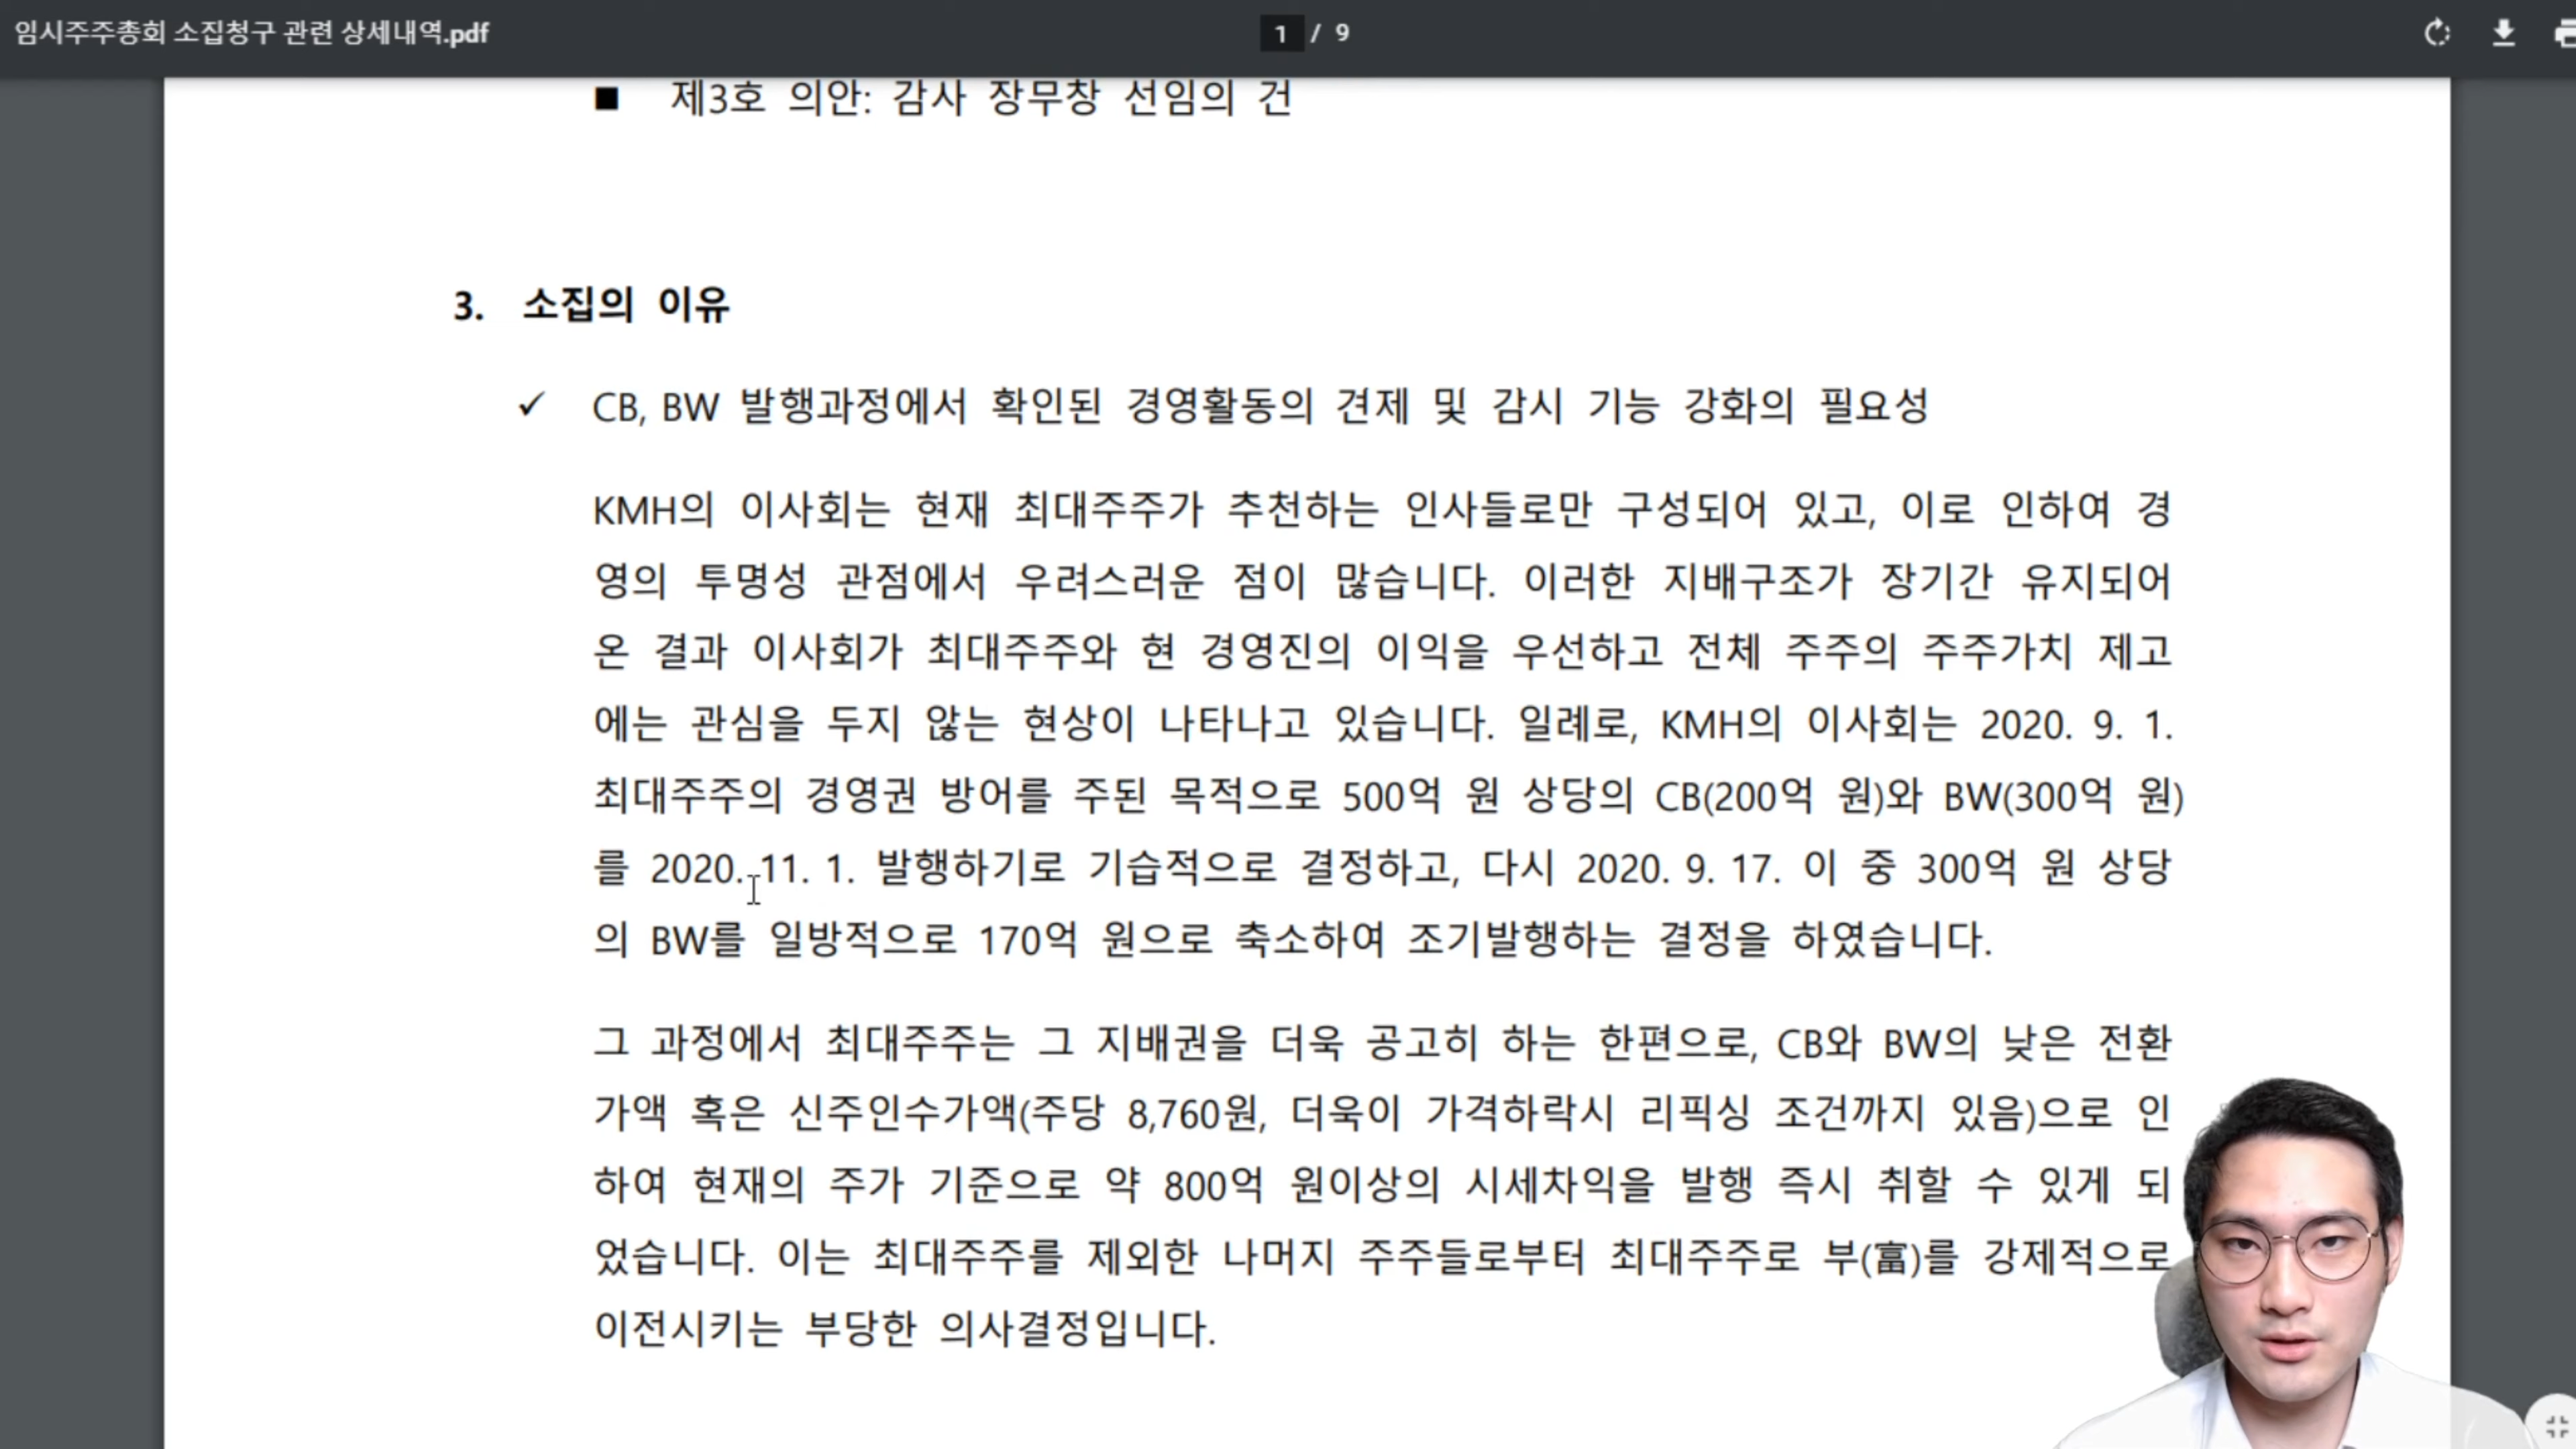 임시주주총회 소집청구 관련 상세내역.pdf
1 / 9
■ 제3호 의안: 감사 장무창 선임의 건
3. 소집의 이유
✓ CB, BW 발행과정에서 확인된 경영활동의 견제 및 감시 기능 강화의 필요성
KMH의 이사회는 현재 최대주주가 추천하는 인사들로만 구성되어 있고, 이로 인하여 경
영의 투명성 관점에서 우려스러운 점이 많습니다. 이러한 지배구조가 장기간 유지되어
온 결과 이사회가 최대주주와 현 경영진의 이익을 우선하고 전체 주주의 주주가치 제고
에는 관심을 두지 않는 현상이 나타나고 있습니다. 일례로, KMH의 이사회는 2020. 9. 1.
최대주주의 경영권 방어를 주된 목적으로 500억 원 상당의 CB(200억 원)와 BW(300억 원)
를 2020. 11. 1. 발행하기로 기습적으로 결정하고, 다시 2020. 9. 17. 이 중 300억 원 상당
의 BW를 일방적으로 170억 원으로 축소하여 조기발행하는 결정을 하였습니다.
그 과정에서 최대주주는 그 지배권을 더욱 공고히 하는 한편으로, CB와 BW의 낮은 전환
가액 혹은 신주인수가액(주당 8,760원, 더욱이 가격하락시 리픽싱 조건까지 있음)으로 인
하여 현재의 주가 기준으로 약 800억 원이상의 시세차익을 발행 즉시 취할 수 있게 되
었습니다. 이는 최대주주를 제외한 나머지 주주들로부터 최대주주로 부(富)를 강제적으로
이전시키는 부당한 의사결정입니다.